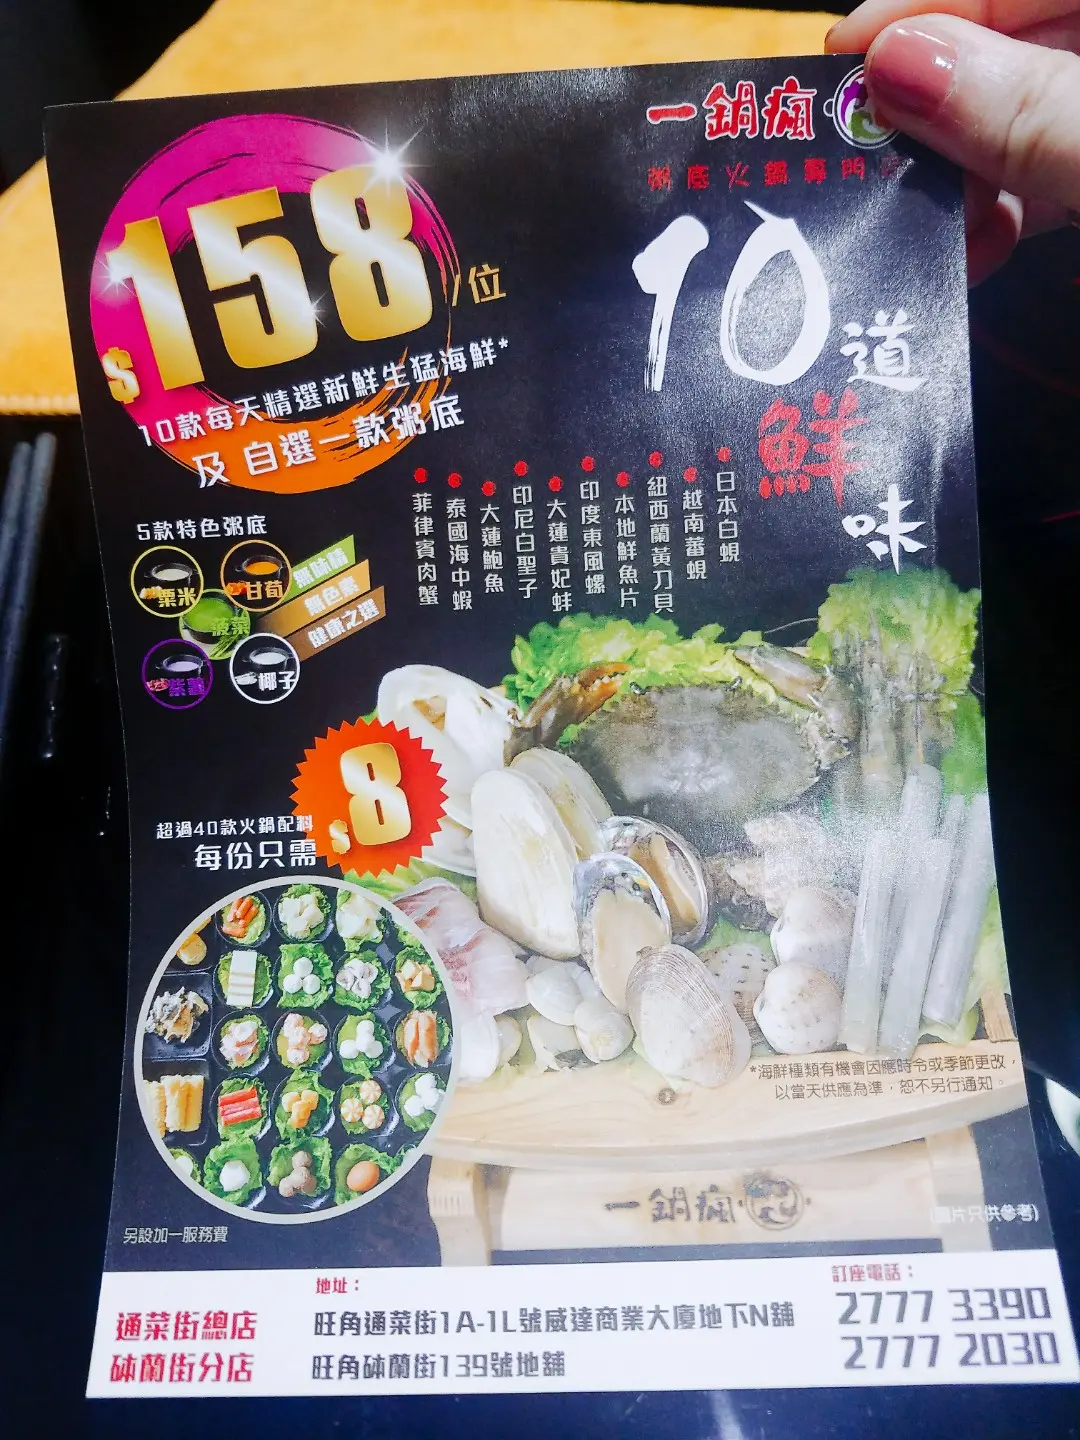 一鍋瘋
粥底火鍋專門
$158/位
10款每天精選新鮮生猛海鮮*
及 自選一款粥底
10道
鮮
味
日本白蜆
越南蕃蜆
紐西蘭黃刀貝
本地鮮魚片
印度東風螺
大蓮貴妃蚌
印尼白聖子
大蓮鮑魚
泰國海中蝦
菲律賓肉蟹
5款特色粥底
粟米
甘荀
菠菜
紫薯
椰子
無味精
無色素
健康之選
超過40款火鍋配料
每份只需
$8
*海鮮種類有機會因應時令或季節更改，
以當天供應為準，恕不另行通知。
一鍋瘋
(圖片只供參考)
另設加一服務費
地址：
訂座電話：
通菜街總店 旺角通菜街1A-1L號威達商業大廈地下N舖 2777 3390
砵蘭街分店 旺角砵蘭街139號地舖 2777 2030